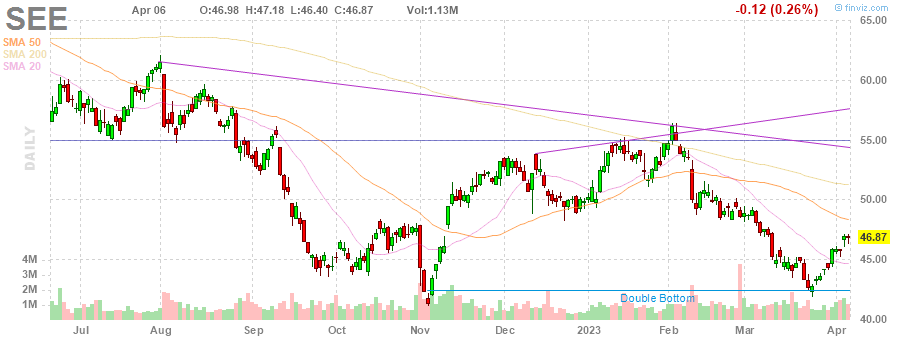 SEE Apr 06 O:46.98 H:47.18 L:46.40 C:46.87 Vol:1.13M -0.12 (0.26%)
© finviz.com
SMA 50
SMA 200
SMA 20
DAILY
65.00
60.00
55.00
50.00
46.87
45.00
40.00
4M
3M
2M
1M
Double Bottom
Jul Aug Sep Oct Nov Dec 2023 Feb Mar Apr